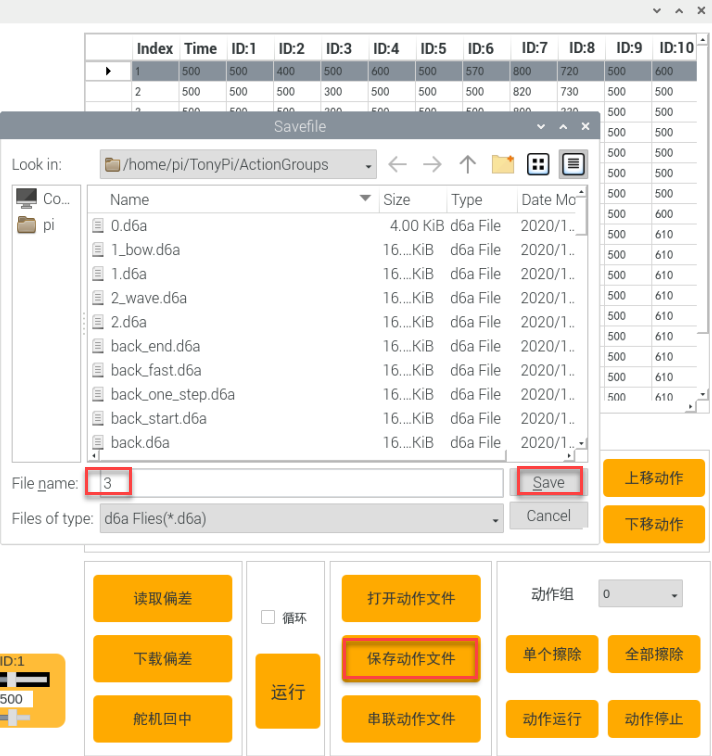 Index Time ID:1 ID:2 ID:3 ID:4 ID:5 ID:6 ID:7 ID:8 ID:9 ID:10
1 500 500 400 500 600 500 570 800 720 500 600
2 500 500 500 300 500 500 500 820 730 500 500
500 500
Savefile
500 500
Look in: /home/pi/TonyPi/ActionGroups
500 500
500 500
Co... Name Size Type Date Mo
500 500
pi 0.d6a 4.00 KiB d6a File 2020/1..
500 600
1_bow.d6a 16....KiB d6a File 2020/1..
500 610
1.d6a 16....KiB d6a File 2020/1..
500 610
2_wave.d6a 16....KiB d6a File 2020/1..
500 610
2.d6a 16....KiB d6a File 2020/1..
500 610
back_end.d6a 16....KiB d6a File 2020/1..
500 610
back_fast.d6a 16....KiB d6a File 2020/1..
500 610
back_one_step.d6a 16....KiB d6a File 2020/1..
500 610
back_start.d6a 16....KiB d6a File 2020/1..
500 610
back.d6a 16....KiB d6a File 2020/1..
File name: 3 Save
Files of type: d6a Flies(*.d6a) Cancel
上移动作
下移动作
读取偏差 打开动作文件 动作组 0
循环
下载偏差 保存动作文件 单个擦除 全部擦除
ID:1
运行
500
舵机回中 串联动作文件 动作运行 动作停止